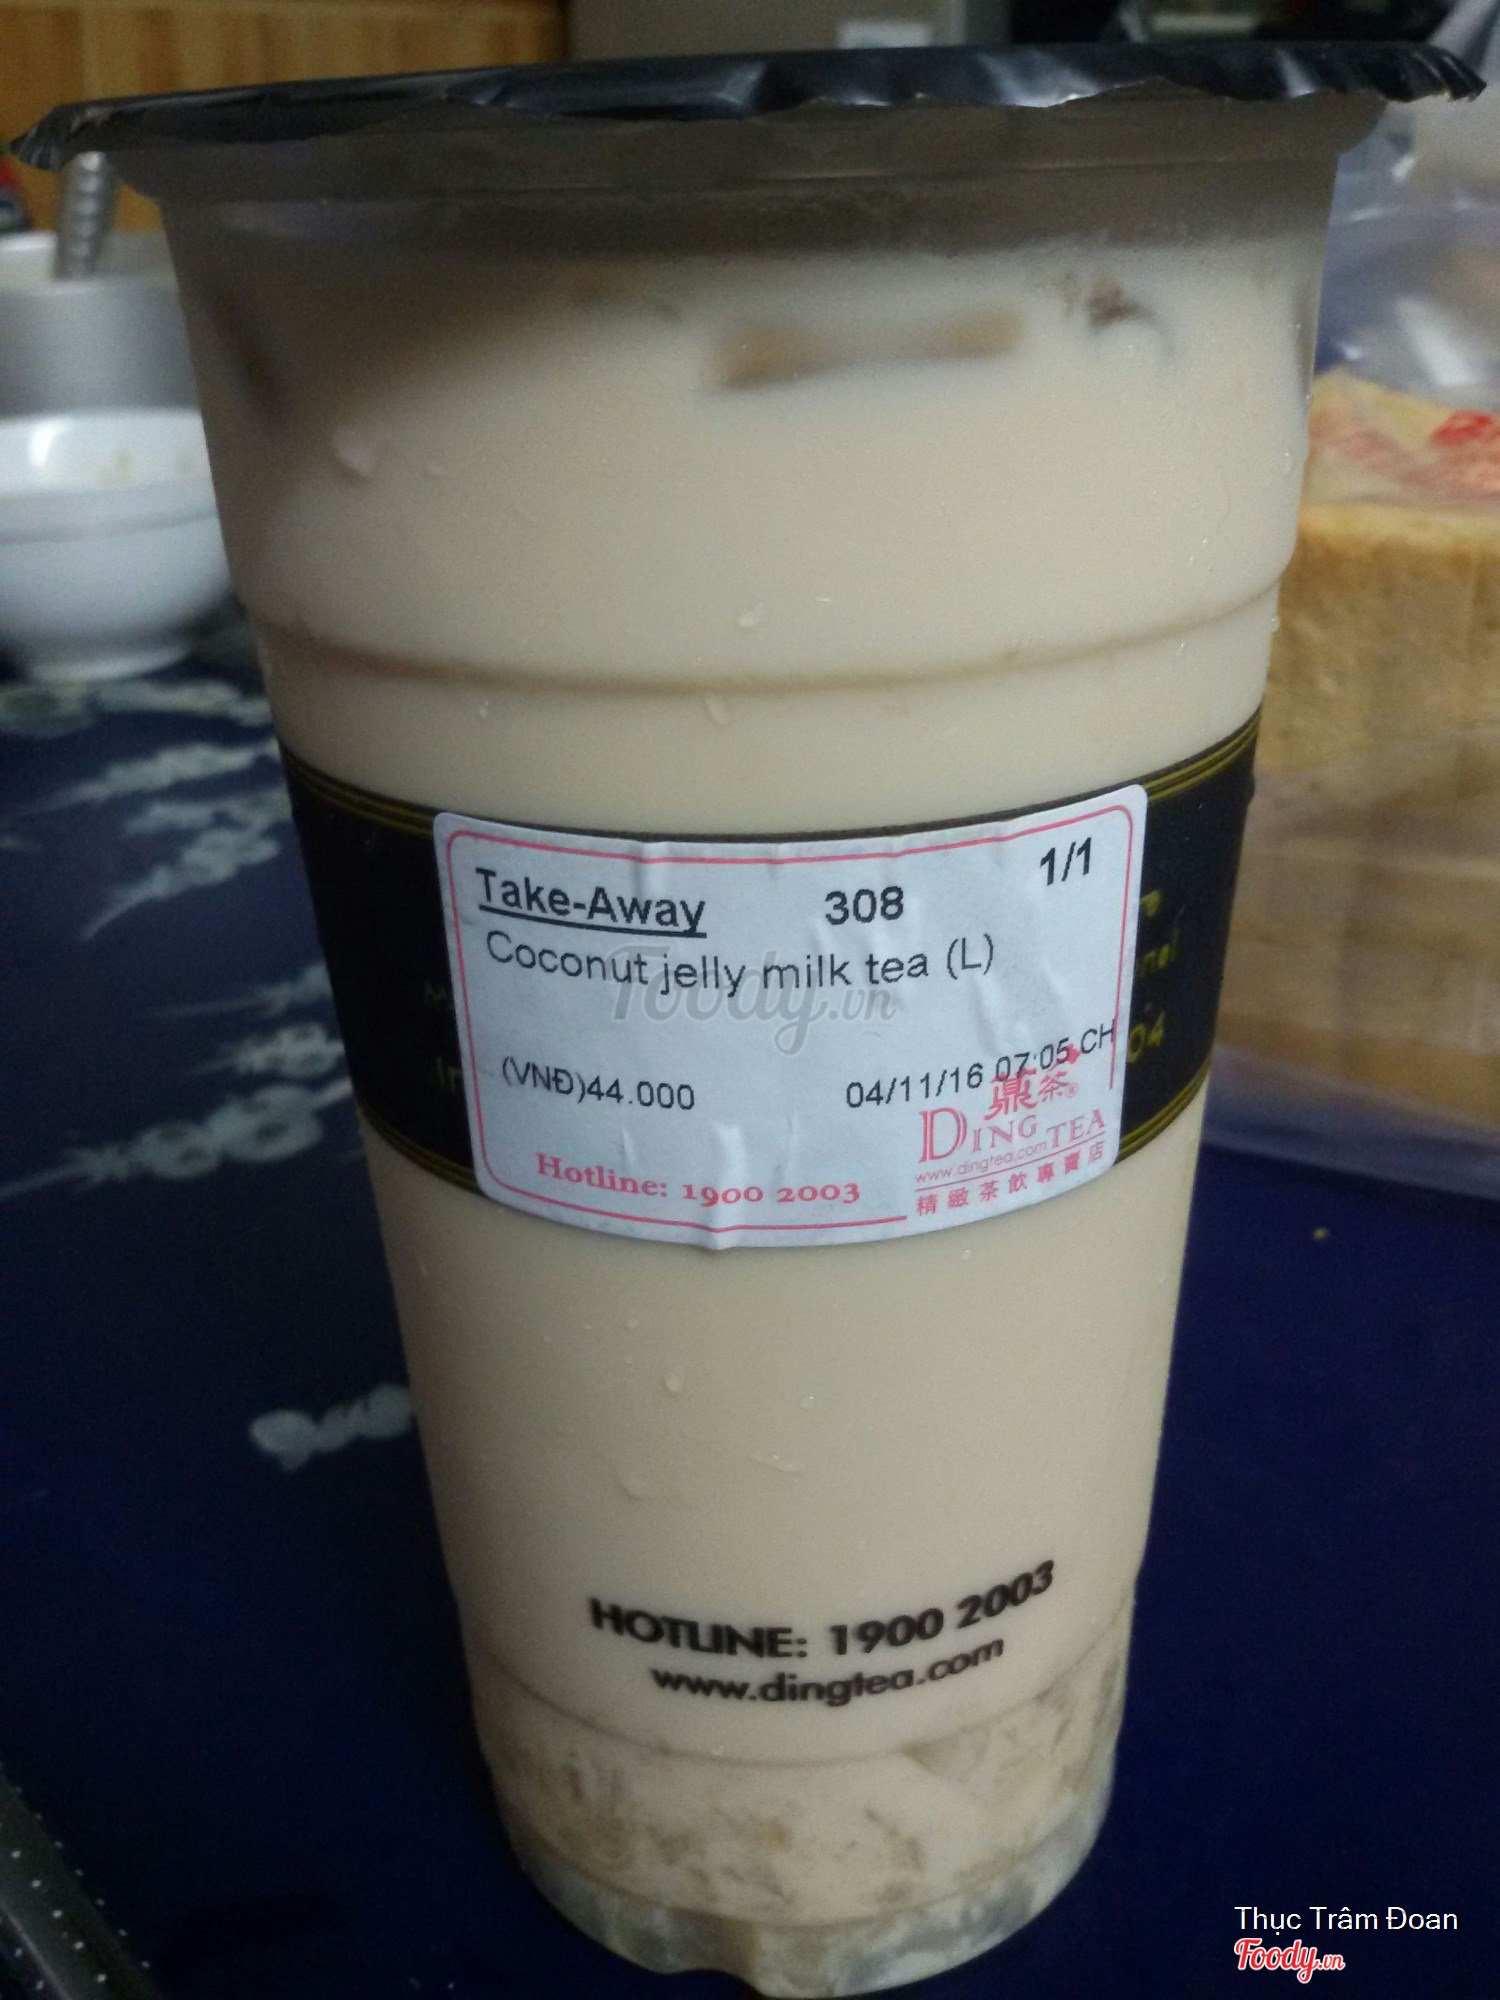 Take-Away 308 1/1
Coconut jelly milk tea (L)
Foody.vn
(VNĐ)44.000 04/11/16 07:05 CH
鼎茶®
DING TEA
www.dingtea.com
精緻茶飲專賣店
Hotline: 1900 2003
HOTLINE: 1900 2003
www.dingtea.com
Thục Trâm Đoan
Foody.vn